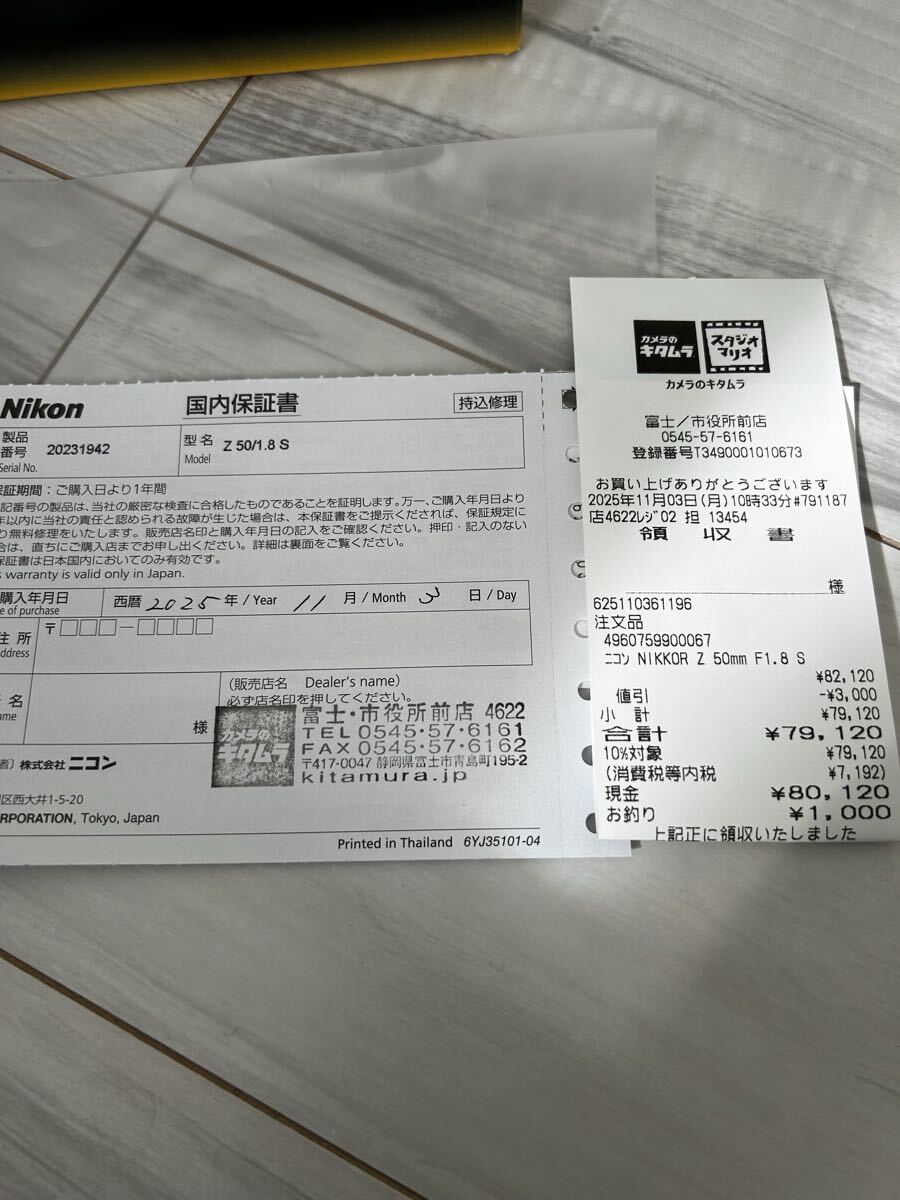 Nikon
国内保証書
持込修理
製品
番号 20231942
Serial No.
型名 Z 50/1.8 S
Model
保証期間：ご購入日より1年間
記番号の製品は、当社の厳密な検査に合格したものであることを証明します。万一、ご購入年月日より
年以内に当社の責任と認められる故障が生じた場合は、本保証書をご提示くだされば、保証規定に
り無料修理をいたします。販売店名印とご購入年月日の記入をご確認ください。押印・記入のない
合は、直ちにご購入店までお申し出ください。詳細は裏面をご覧ください。
保証書は日本国内においてのみ有効です。
s warranty is valid only in Japan.
購入年月日
e of purchase
西暦 2025 年/Year 11 月/Month 3 日/Day
住所
ddress
〒□□□－□□□□
名
me
様
（販売店名 Dealer's name）
必ず店名印を押してください。
カメラの
キタムラ
富士・市役所前店 4622
TEL 0545-57-6161
FAX 0545-57-6162
〒417-0047 静岡県富士市青島町195-2
kitamura.jp
者）株式会社 ニコン
区西大井1-5-20
RPORATION, Tokyo, Japan
Printed in Thailand 6YJ35101-04
カメラの
キタムラ
スタジオ
マリオ
カメラのキタムラ
富士／市役所前店
0545-57-6161
登録番号T3490001010673
お買い上げありがとうございます
2025年11月03日(月)10時33分#791187
店4622ﾚｼﾞ02 担 13454
領 収 書
様
625110361196
注文品
4960759900067
ﾆｺﾝ NIKKOR Z 50mm F1.8 S
¥82,120
値引 -¥3,000
小 計 ¥79,120
合計 ¥79,120
10%対象 ¥79,120
(消費税等内税 ¥7,192)
現金 ¥80,120
お釣り ¥1,000
上記正に領収いたしました